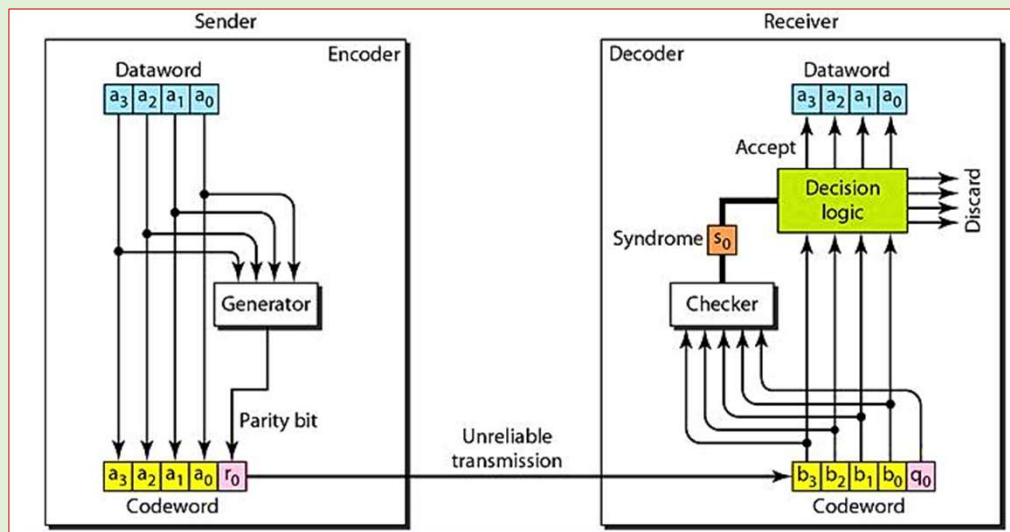 Sender
Receiver
Encoder
Decoder
Dataword
a3 a2 a1 a0
Dataword
a3 a2 a1 a0
Accept
Decision
logic
Discard
Syndrome
s0
Generator
Checker
Parity bit
Unreliable
transmission
a3 a2 a1 a0 r0
Codeword
b3 b2 b1 b0 q0
Codeword